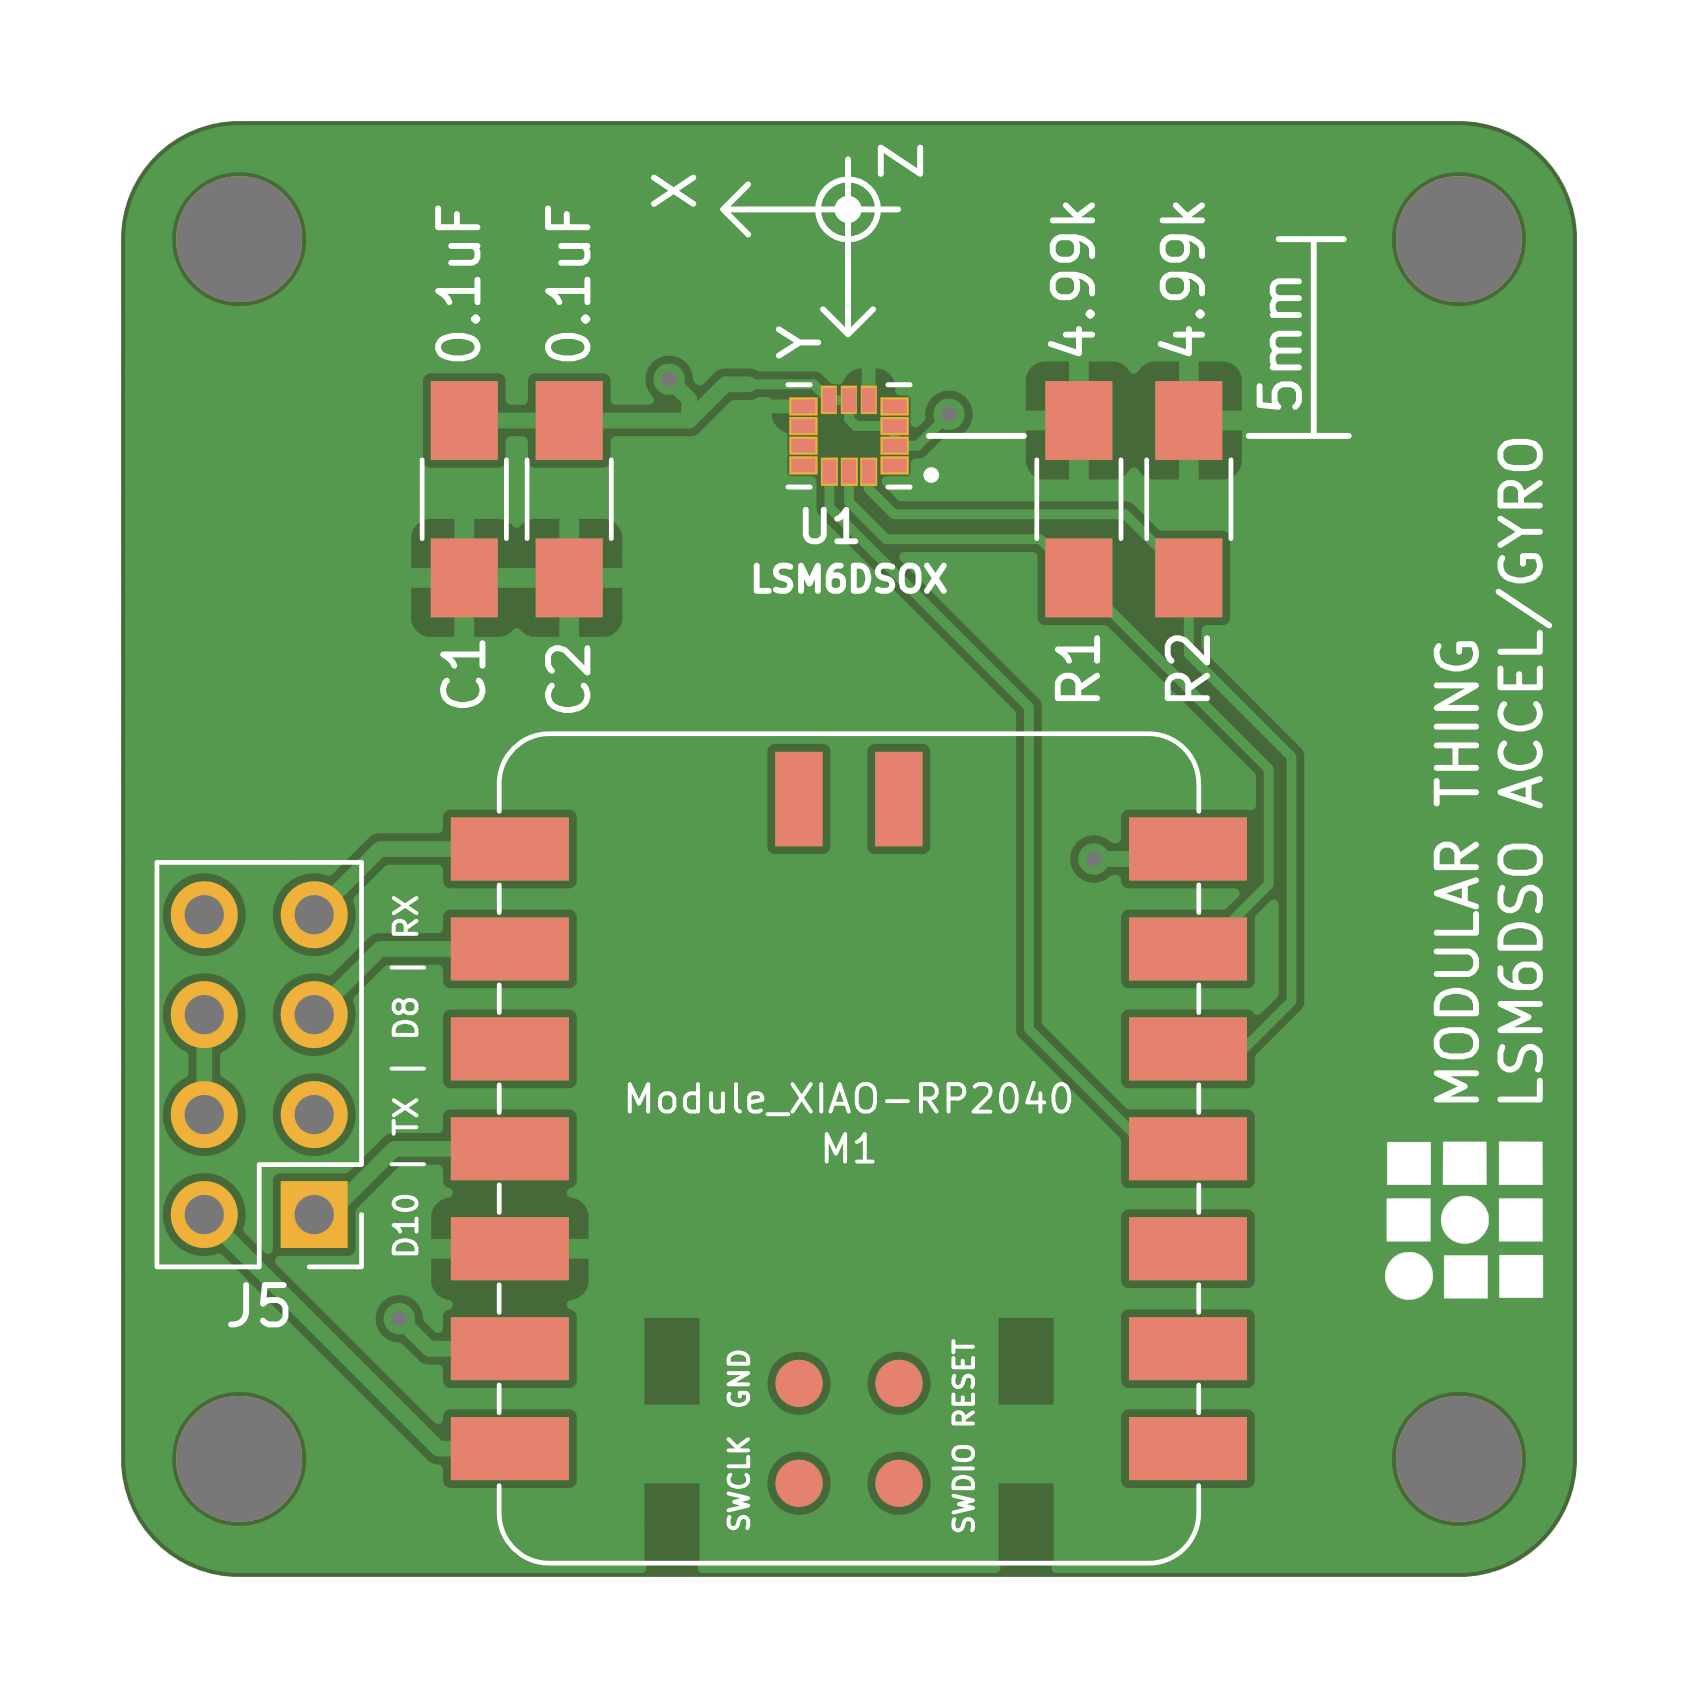 X
Z
Y
0.1uF
0.1uF
4.99k
4.99k
5mm
U1
LSM6DSOX
C1
C2
R1
R2
MODULAR THING
LSM6DSO ACCEL/GYRO
D10 | TX | D8 | RX
Module_XIAO-RP2040
M1
J5
SWCLK GND
SWDIO RESET